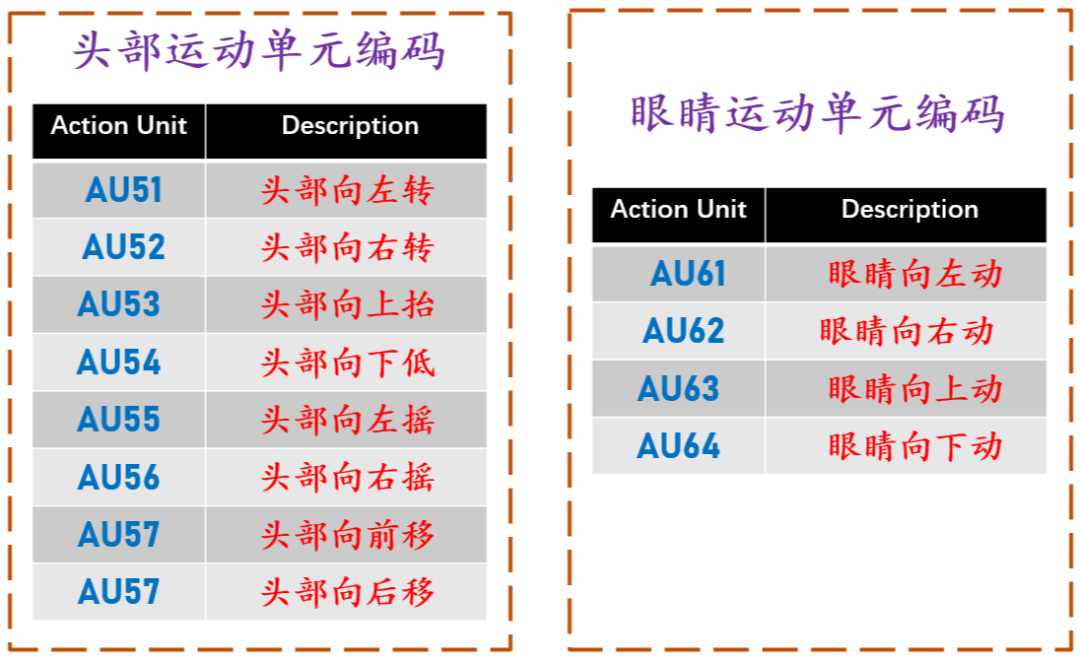 头部运动单元编码
Action Unit Description
AU51 头部向左转
AU52 头部向右转
AU53 头部向上抬
AU54 头部向下低
AU55 头部向左摇
AU56 头部向右摇
AU57 头部向前移
AU57 头部向后移
眼睛运动单元编码
Action Unit Description
AU61 眼睛向左动
AU62 眼睛向右动
AU63 眼睛向上动
AU64 眼睛向下动